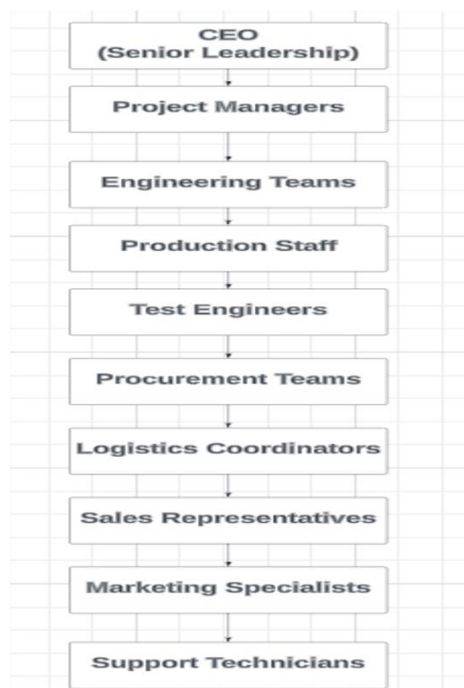 CEO
(Senior Leadership)
Project Managers
Engineering Teams
Production Staff
Test Engineers
Procurement Teams
Logistics Coordinators
Sales Representatives
Marketing Specialists
Support Technicians